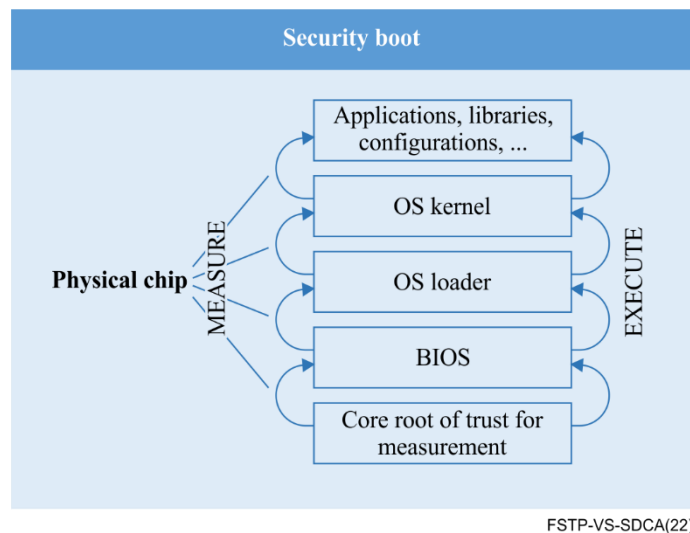 Security boot
Applications, libraries,
configurations, ...
OS kernel
MEASURE
Physical chip
OS loader
EXECUTE
BIOS
Core root of trust for
measurement
FSTP-VS-SDCA(22)